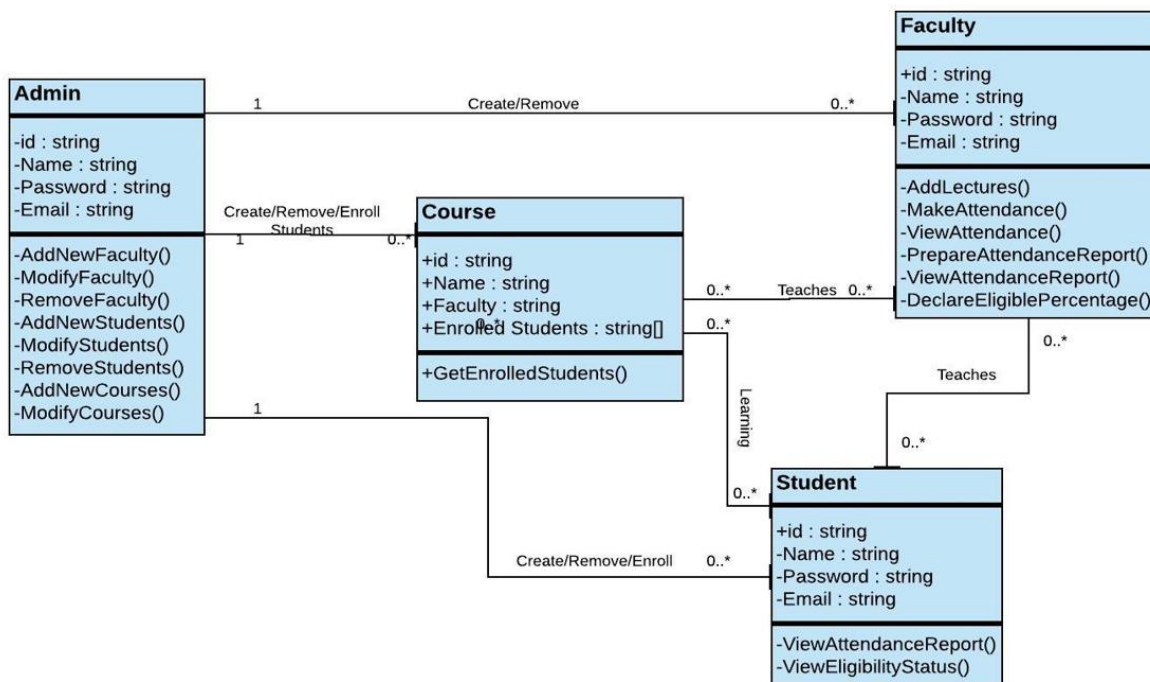 Faculty
+id : string
-Name : string
-Password : string
-Email : string
-AddLectures()
-MakeAttendance()
-ViewAttendance()
-PrepareAttendanceReport()
-ViewAttendanceReport()
-DeclareEligiblePercentage()
Admin
-id : string
-Name : string
-Password : string
-Email : string
-AddNewFaculty()
-ModifyFaculty()
-RemoveFaculty()
-AddNewStudents()
-ModifyStudents()
-RemoveStudents()
-AddNewCourses()
-ModifyCourses()
1
Create/Remove
0..*
Create/Remove/Enroll
Students
1
0..*
Course
+id : string
+Name : string
+Faculty : string
0..*
+Enrolled Students : string[]
+GetEnrolledStudents()
0..*
Teaches
0..*
0..*
Learning
0..*
0..*
Teaches
0..*
1
Create/Remove/Enroll
0..*
Student
+id : string
-Name : string
-Password : string
-Email : string
-ViewAttendanceReport()
-ViewEligibilityStatus()